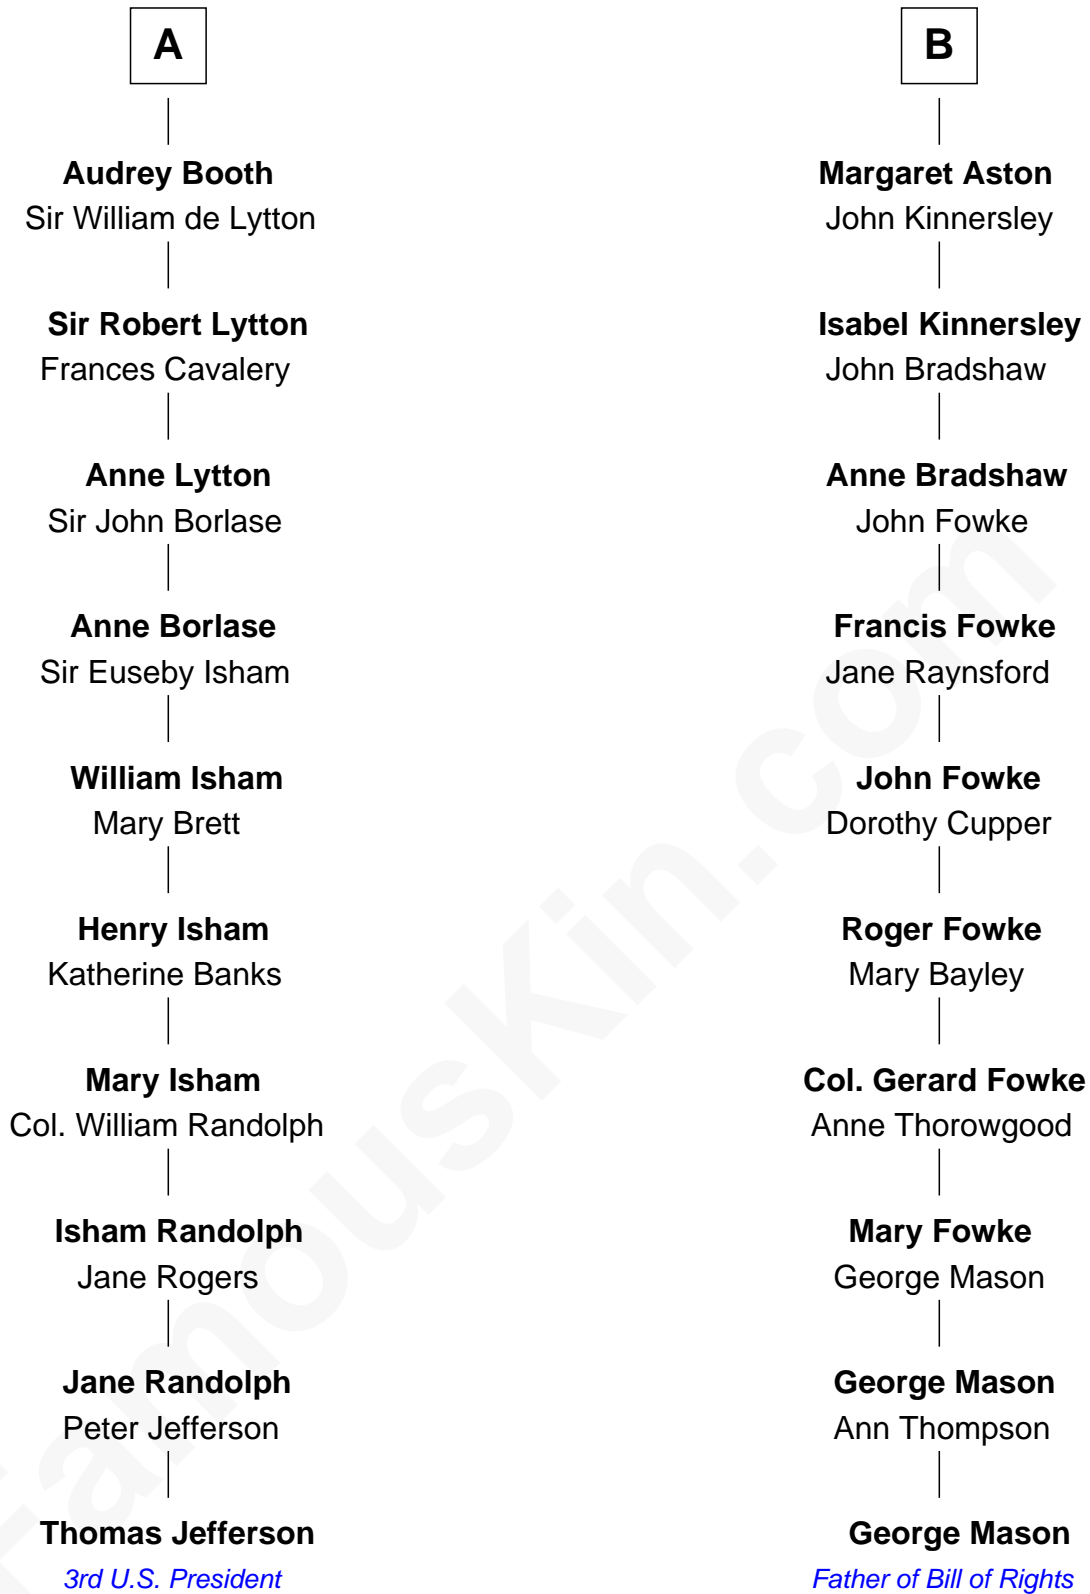 A
Audrey Booth
Sir William de Lytton
Sir Robert Lytton
Frances Cavalery
Anne Lytton
Sir John Borlase
Anne Borlase
Sir Euseby Isham
William Isham
Mary Brett
Henry Isham
Katherine Banks
Mary Isham
Col. William Randolph
Isham Randolph
Jane Rogers
Jane Randolph
Peter Jefferson
Thomas Jefferson
3rd U.S. President
B
Margaret Aston
John Kinnersley
Isabel Kinnersley
John Bradshaw
Anne Bradshaw
John Fowke
Francis Fowke
Jane Raynsford
John Fowke
Dorothy Cupper
Roger Fowke
Mary Bayley
Col. Gerard Fowke
Anne Thorowgood
Mary Fowke
George Mason
George Mason
Ann Thompson
George Mason
Father of Bill of Rights
FamousKin.com